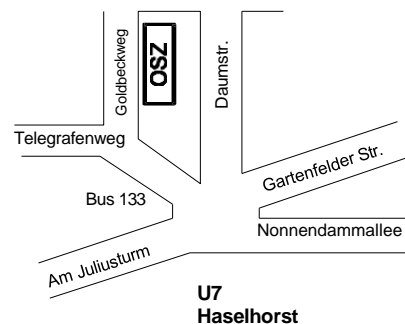 Goldbeckweg
OSZ
Daumstr.
Telegrafenweg
Gartenfelder Str.
Bus 133
Nonnendammallee
Am Juliusturm
U7
Haselhorst